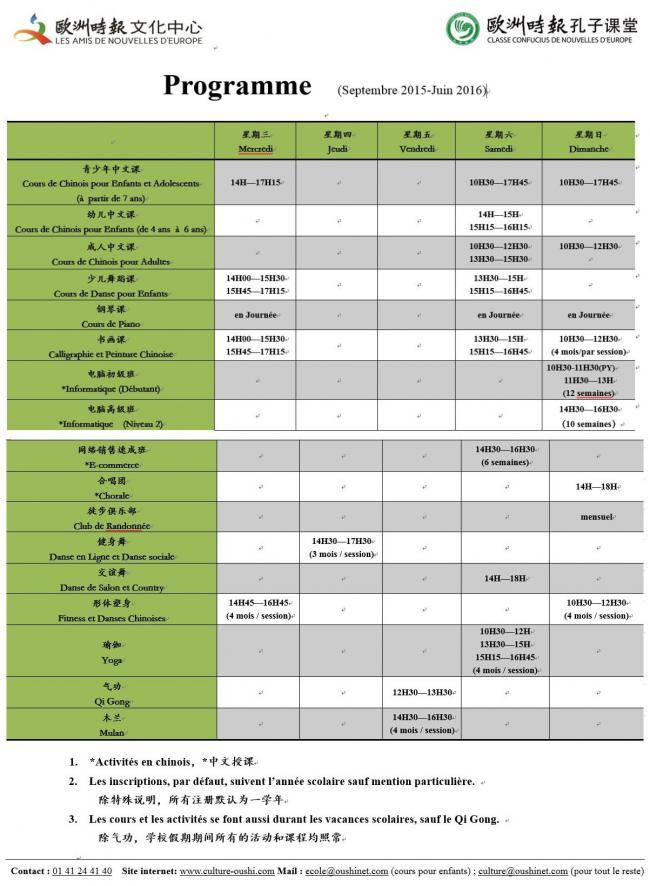 歐洲時報文化中心
LES AMIS DE NOUVELLES D'EUROPE
歐洲時報孔子课堂
CLASSE CONFUCIUS DE NOUVELLES D'EUROPE
Programme (Septembre 2015-Juin 2016)
星期三 星期四 星期五 星期六 星期日
Mercredi Jeudi Vendredi Samedi Dimanche
青少年中文课
Cours de Chinois pour Enfants et Adolescents
(à partir de 7 ans)
14H—17H15 10H30—17H45 10H30—17H45
幼儿中文课
Cours de Chinois pour Enfants (de 4 ans à 6 ans)
14H—15H
15H15—16H15
成人中文课
Cours de Chinois pour Adultes
10H30—12H30 10H30—12H30
13H30—15H30
少儿舞蹈课
Cours de Danse pour Enfants
14H00—15H30 13H30—15H
15H45—17H15 15H15—16H45
钢琴课
Cours de Piano
en Journée en Journée en Journée
书画课
Calligraphie et Peinture Chinoise
14H00—15H30 13H30—15H 10H30—12H30
15H45—17H15 15H15—16H45 (4 mois/par session)
电脑初级班
*Informatique (Débutant)
10H30-11H30(PY)
11H30—13H
(12 semaines)
电脑高级班
*Informatique (Niveau 2)
14H30—16H30
(10 semaines)
网络销售速成班
*E-commerce
14H30—16H30
(6 semaines)
合唱团
*Chorale
14H—18H
徒步俱乐部
Club de Randonnée
mensuel
健身舞
Danse en Ligne et Danse sociale
14H30—17H30
(3 mois / session)
交谊舞
Danse de Salon et Country
14H—18H
形体塑身
Fitness et Danses Chinoises
14H45—16H45 10H30—12H30
(4 mois / session) (4 mois / session)
瑜伽
Yoga
10H30—12H
13H30—15H
15H15—16H45
(4 mois / session)
气功
Qi Gong
12H30—13H30
木兰
Mulan
14H30—16H30
(4 mois / session)
1. *Activités en chinois, *中文授课
2. Les inscriptions, par défaut, suivent l'année scolaire sauf mention particulière.
除特殊说明，所有注册默认为一学年
3. Les cours et les activités se font aussi durant les vacances scolaires, sauf le Qi Gong.
除气功，学校假期期间所有的活动和课程均照常
Contact : 01 41 24 41 40 Site internet: www.culture-oushi.com Mail : ecole@oushinet.com (cours pour enfants) ; culture@oushinet.com (pour tout le reste)